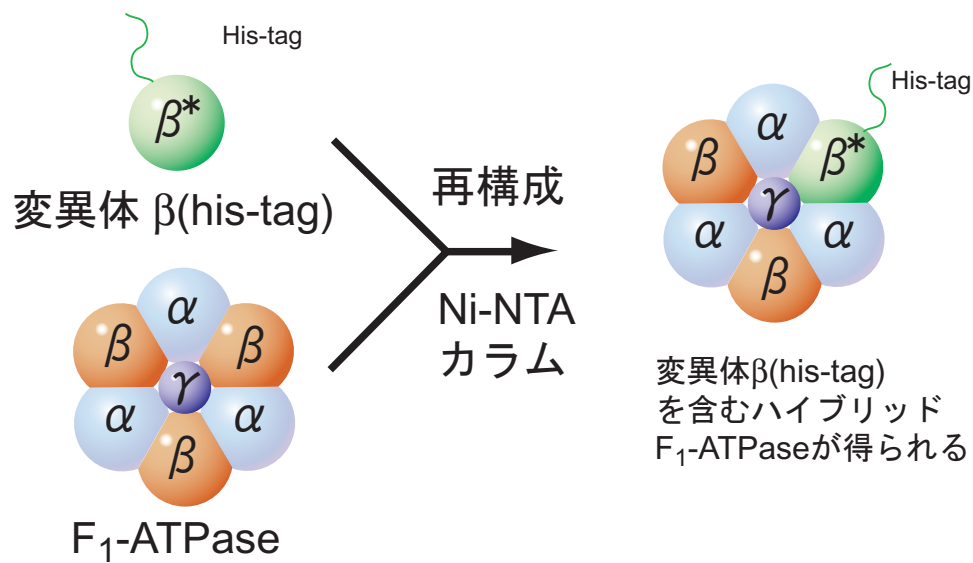 His-tag
β*
変異体 β(his-tag)
α
β
β
γ
α
α
β
F1-ATPase
再構成
Ni-NTA
カラム
His-tag
α
β
β*
γ
α
α
β
変異体β(his-tag)
を含むハイブリッド
F1-ATPaseが得られる